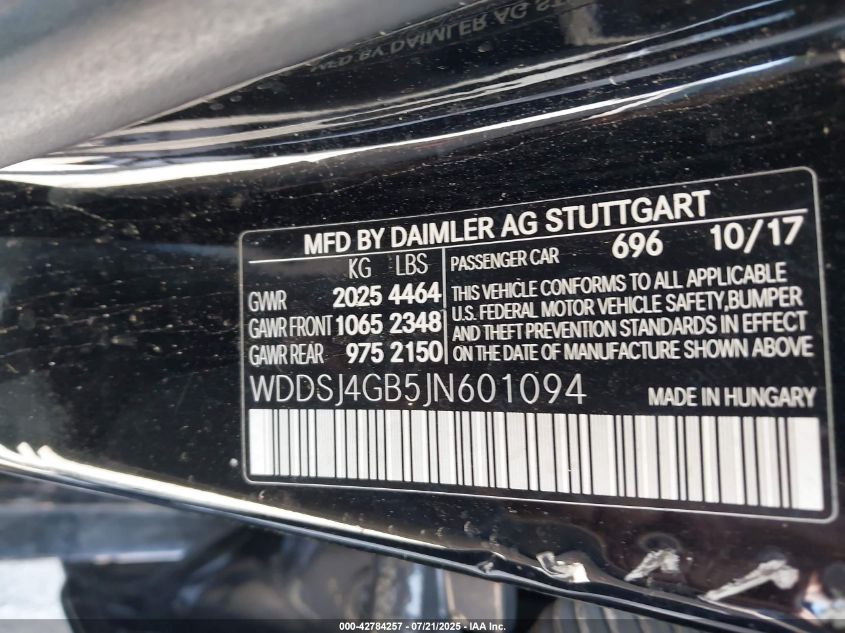 MFD BY DAIMLER AG STUTTGART
KG LBS
GVWR 2025 4464
GAWR FRONT 1065 2348
GAWR REAR 975 2150
PASSENGER CAR 696 10/17
THIS VEHICLE CONFORMS TO ALL APPLICABLE
U.S. FEDERAL MOTOR VEHICLE SAFETY,BUMPER
AND THEFT PREVENTION STANDARDS IN EFFECT
ON THE DATE OF MANUFACTURE SHOWN ABOVE
WDDSJ4GB5JN601094 MADE IN HUNGARY
000-42784257 - 07/21/2025 - IAA Inc.